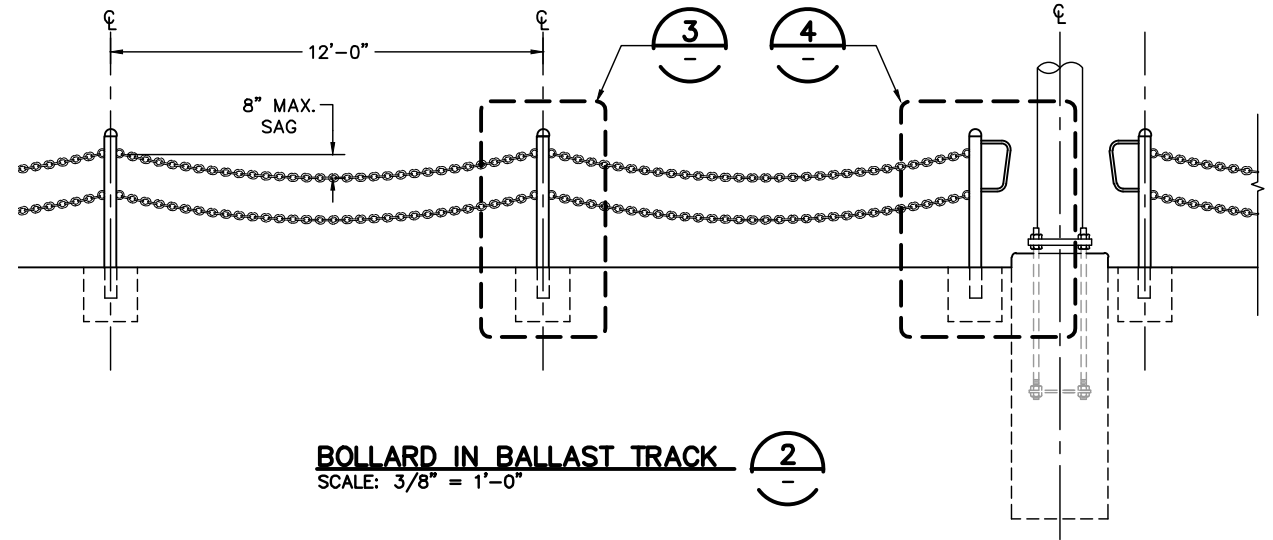 ℄ ℄ ℄
12'-0"
3
-
4
-
8" MAX.
SAG
BOLLARD IN BALLAST TRACK
SCALE: 3/8" = 1'-0"
2
-